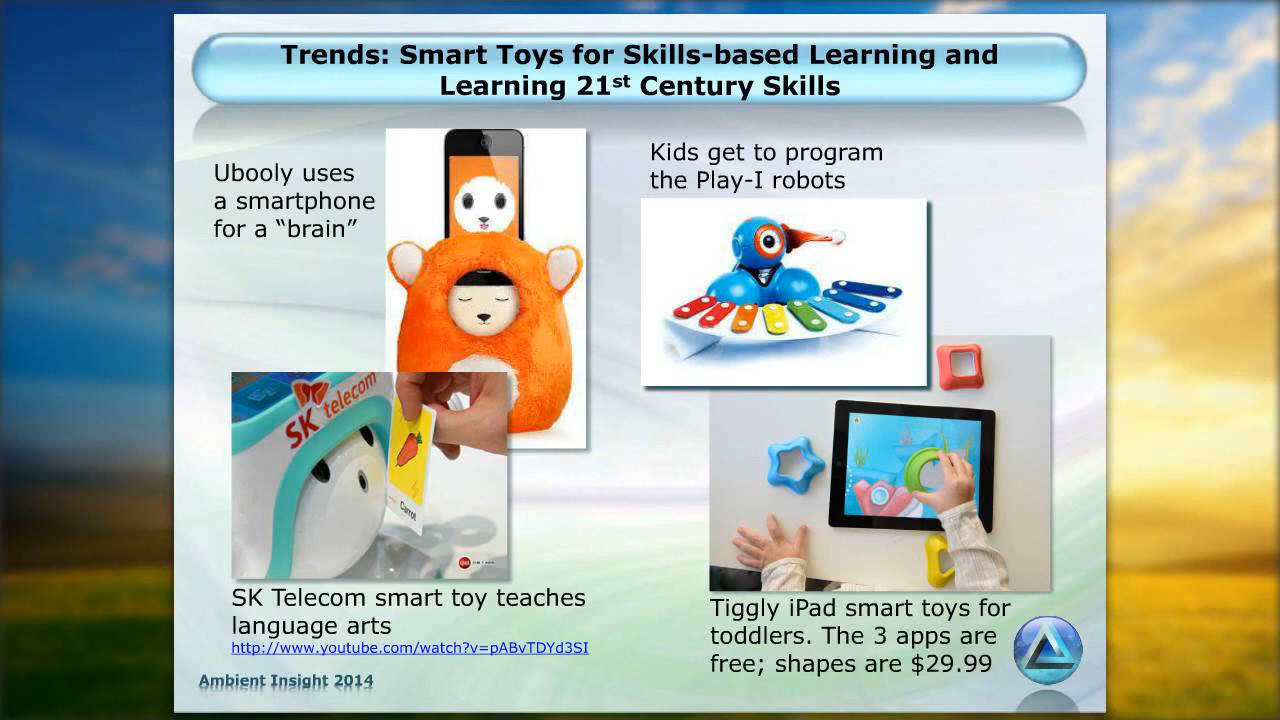 Trends: Smart Toys for Skills-based Learning and
Learning 21st Century Skills
Ubooly uses
a smartphone
for a “brain”
Kids get to program
the Play-I robots
SK telecom
Carrot
SK Telecom smart toy teaches
language arts
http://www.youtube.com/watch?v=pABvTDYd3SI
Tiggly iPad smart toys for
toddlers. The 3 apps are
free; shapes are $29.99
Ambient Insight 2014